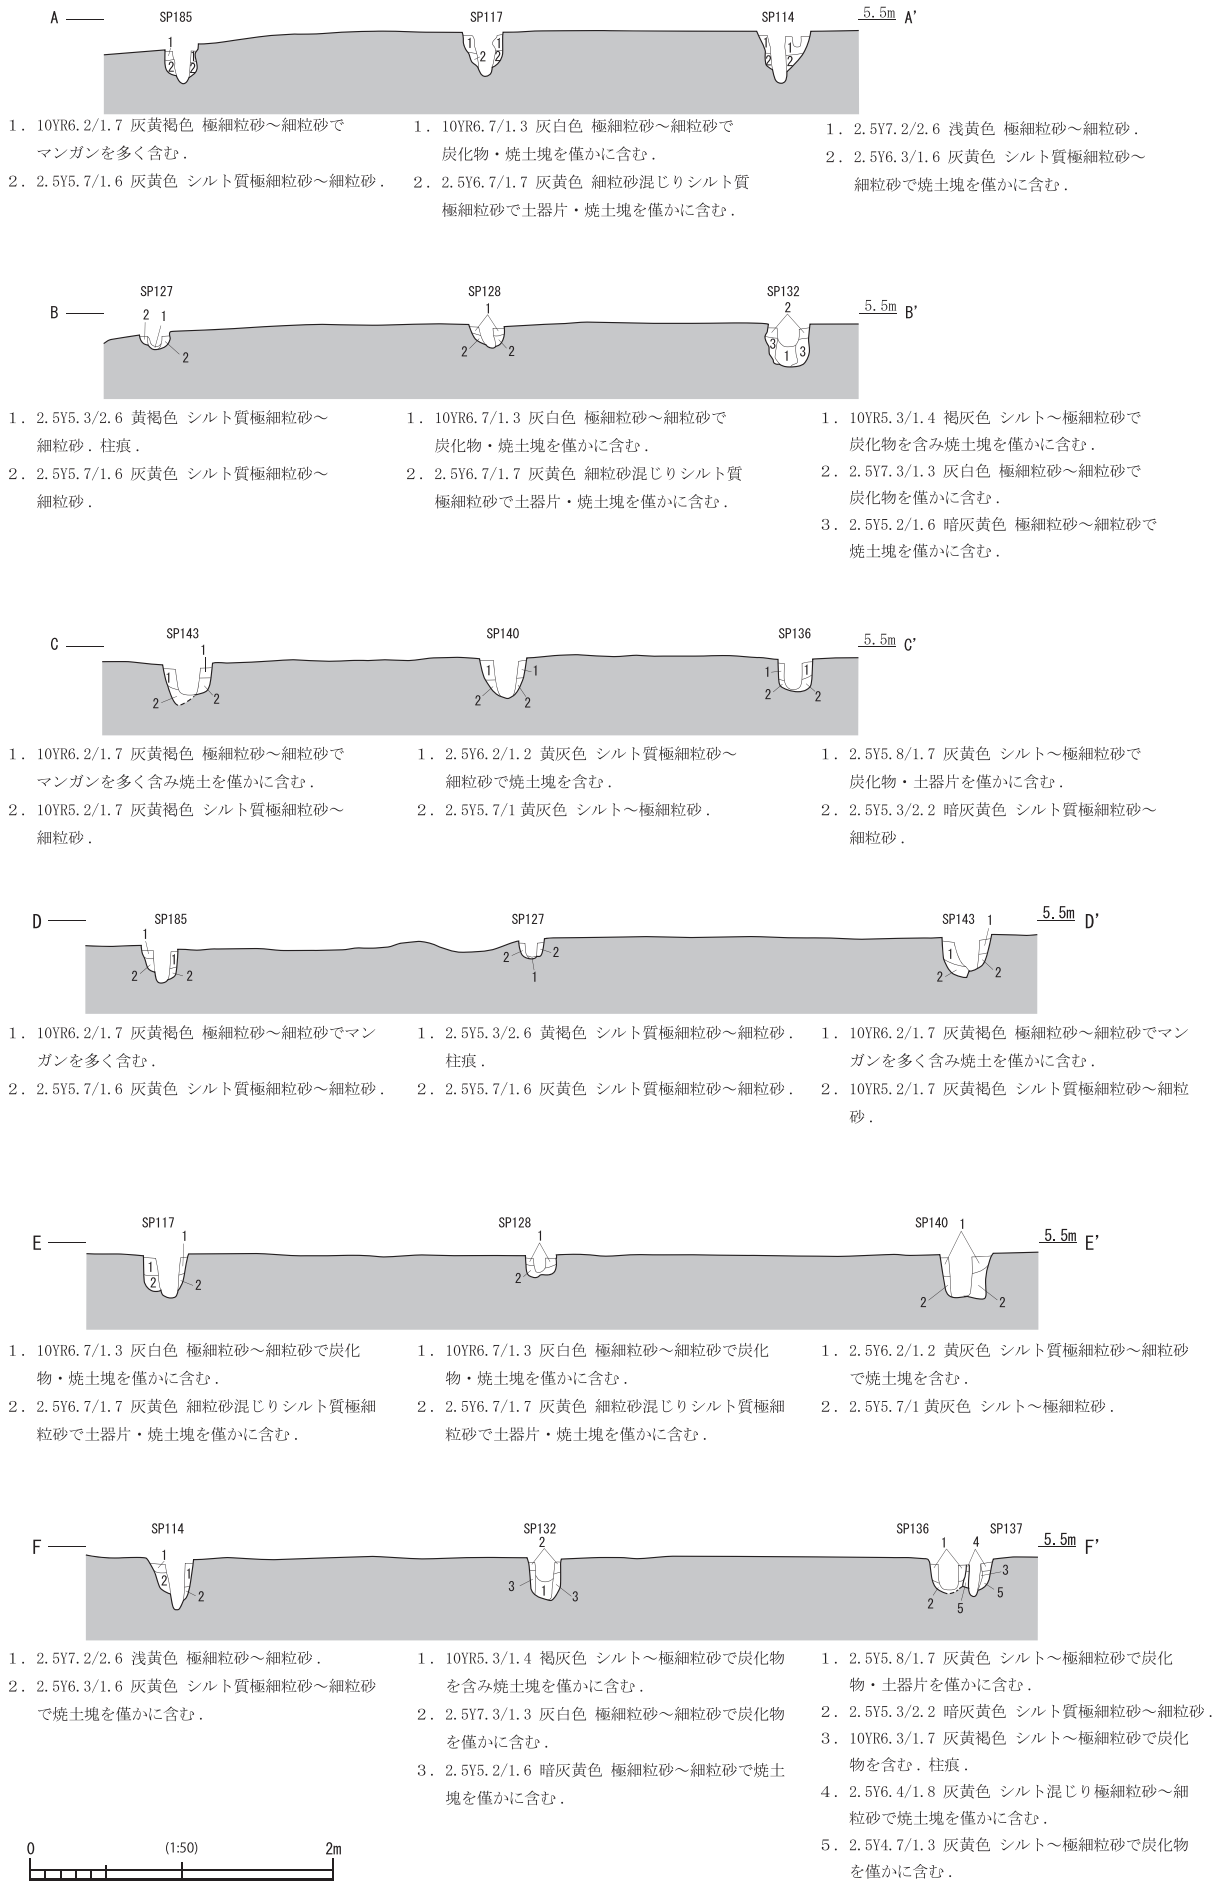 A SP185 SP117 SP114 5.5m A'
1 1 2 2 1 1 2 2 1 1 2 2
1. 10YR6.2/1.7 灰黄褐色 極細粒砂～細粒砂で
マンガンを多く含む.
2. 2.5Y5.7/1.6 灰黄色 シルト質極細粒砂～細粒砂.
1. 10YR6.7/1.3 灰白色 極細粒砂～細粒砂で
炭化物・焼土塊を僅かに含む.
2. 2.5Y6.7/1.7 灰黄色 細粒砂混じりシルト質
極細粒砂で土器片・焼土塊を僅かに含む.
1. 2.5Y7.2/2.6 浅黄色 極細粒砂～細粒砂.
2. 2.5Y6.3/1.6 灰黄色 シルト質極細粒砂～
細粒砂で焼土塊を僅かに含む.
B SP127 SP128 SP132 5.5m B'
2 1 2 1 2 2 2 3 1 3
1. 2.5Y5.3/2.6 黄褐色 シルト質極細粒砂～
細粒砂. 柱痕.
2. 2.5Y5.7/1.6 灰黄色 シルト質極細粒砂～
細粒砂.
1. 10YR6.7/1.3 灰白色 極細粒砂～細粒砂で
炭化物・焼土塊を僅かに含む.
2. 2.5Y6.7/1.7 灰黄色 細粒砂混じりシルト質
極細粒砂で土器片・焼土塊を僅かに含む.
1. 10YR5.3/1.4 褐灰色 シルト～極細粒砂で
炭化物を含み焼土塊を僅かに含む.
2. 2.5Y7.3/1.3 灰白色 極細粒砂～細粒砂で
炭化物を僅かに含む.
3. 2.5Y5.2/1.6 暗灰黄色 極細粒砂～細粒砂で
焼土塊を僅かに含む.
C SP143 SP140 SP136 5.5m C'
1 1 2 2 1 1 2 2 1 1 2 2
1. 10YR6.2/1.7 灰黄褐色 極細粒砂～細粒砂で
マンガンを多く含み焼土を僅かに含む.
2. 10YR5.2/1.7 灰黄褐色 シルト質極細粒砂～
細粒砂.
1. 2.5Y6.2/1.2 黄灰色 シルト質極細粒砂～
細粒砂で焼土塊を含む.
2. 2.5Y5.7/1 黄灰色 シルト～極細粒砂.
1. 2.5Y5.8/1.7 灰黄色 シルト～極細粒砂で
炭化物・土器片を僅かに含む.
2. 2.5Y5.3/2.2 暗灰黄色 シルト質極細粒砂～
細粒砂.
D SP185 SP127 SP143 5.5m D'
1 1 2 2 2 2 1 1 1 2 2
1. 10YR6.2/1.7 灰黄褐色 極細粒砂～細粒砂でマン
ガンを多く含む.
2. 2.5Y5.7/1.6 灰黄色 シルト質極細粒砂～細粒砂.
1. 2.5Y5.3/2.6 黄褐色 シルト質極細粒砂～細粒砂.
柱痕.
2. 2.5Y5.7/1.6 灰黄色 シルト質極細粒砂～細粒砂.
1. 10YR6.2/1.7 灰黄褐色 極細粒砂～細粒砂でマン
ガンを多く含み焼土を僅かに含む.
2. 10YR5.2/1.7 灰黄褐色 シルト質極細粒砂～細粒
砂.
E SP117 SP128 SP140 5.5m E'
1 1 2 2 1 2 1 2 2
1. 10YR6.7/1.3 灰白色 極細粒砂～細粒砂で炭化
物・焼土塊を僅かに含む.
2. 2.5Y6.7/1.7 灰黄色 細粒砂混じりシルト質極細
粒砂で土器片・焼土塊を僅かに含む.
1. 10YR6.7/1.3 灰白色 極細粒砂～細粒砂で炭化
物・焼土塊を僅かに含む.
2. 2.5Y6.7/1.7 灰黄色 細粒砂混じりシルト質極細
粒砂で土器片・焼土塊を僅かに含む.
1. 2.5Y6.2/1.2 黄灰色 シルト質極細粒砂～細粒砂
で焼土塊を含む.
2. 2.5Y5.7/1 黄灰色 シルト～極細粒砂.
F SP114 SP132 SP136 SP137 5.5m F'
1 2 1 2 2 3 1 3 1 4 3 2 5 5
1. 2.5Y7.2/2.6 浅黄色 極細粒砂～細粒砂.
2. 2.5Y6.3/1.6 灰黄色 シルト質極細粒砂～細粒砂
で焼土塊を僅かに含む.
1. 10YR5.3/1.4 褐灰色 シルト～極細粒砂で炭化物
を含み焼土塊を僅かに含む.
2. 2.5Y7.3/1.3 灰白色 極細粒砂～細粒砂で炭化物
を僅かに含む.
3. 2.5Y5.2/1.6 暗灰黄色 極細粒砂～細粒砂で焼土
塊を僅かに含む.
1. 2.5Y5.8/1.7 灰黄色 シルト～極細粒砂で炭化
物・土器片を僅かに含む.
2. 2.5Y5.3/2.2 暗灰黄色 シルト質極細粒砂～細粒砂.
3. 10YR6.3/1.7 灰黄褐色 シルト～極細粒砂で炭化
物を含む. 柱痕.
4. 2.5Y6.4/1.8 灰黄色 シルト混じり極細粒砂～細
粒砂で焼土塊を僅かに含む.
5. 2.5Y4.7/1.3 灰黄色 シルト～極細粒砂で炭化物
を僅かに含む.
0 (1:50) 2m